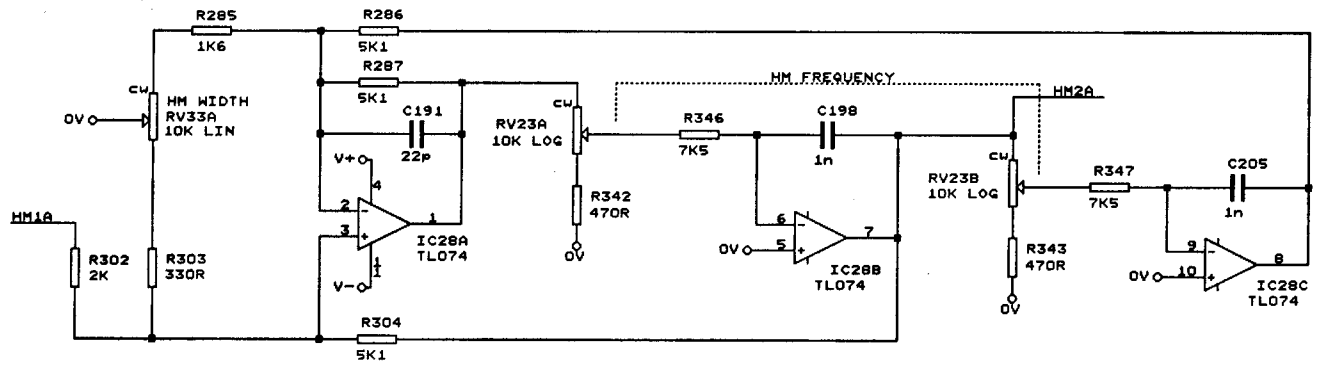 R285
1K6
R286
5K1
R287
5K1
C191
22p
CW
HM WIDTH
RV33A
10K LIN
0V
HM FREQUENCY
CW
RV23A
10K LOG
R346
7K5
C198
1n
HM2A
CW
RV23B
10K LOG
R347
7K5
C205
1n
V+
4
2
-
3
+
1
IC28A
TL074
11
V-
R342
470R
0V
6
-
5
+
7
0V
IC28B
TL074
R343
470R
0V
9
-
10
+
8
0V
IC28C
TL074
HM1A
R302
2K
R303
330R
R304
5K1